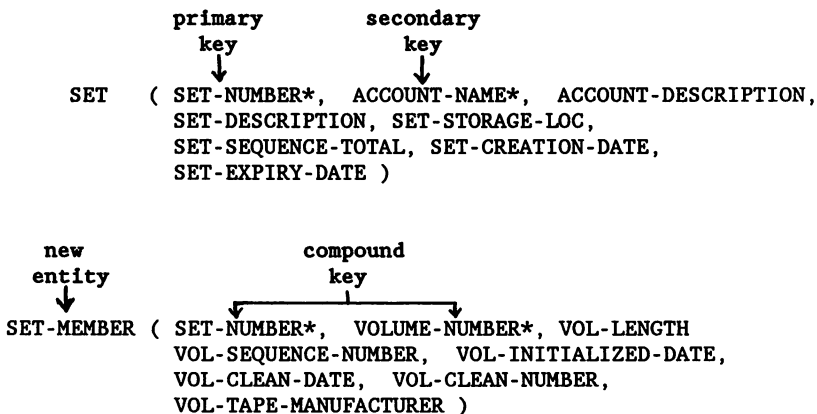 primary secondary
key key
SET ( SET-NUMBER*, ACCOUNT-NAME*, ACCOUNT-DESCRIPTION,
SET-DESCRIPTION, SET-STORAGE-LOC,
SET-SEQUENCE-TOTAL, SET-CREATION-DATE,
SET-EXPIRY-DATE )
new compound
entity key
SET-MEMBER ( SET-NUMBER*, VOLUME-NUMBER*, VOL-LENGTH
VOL-SEQUENCE-NUMBER, VOL-INITIALIZED-DATE,
VOL-CLEAN-DATE, VOL-CLEAN-NUMBER,
VOL-TAPE-MANUFACTURER )